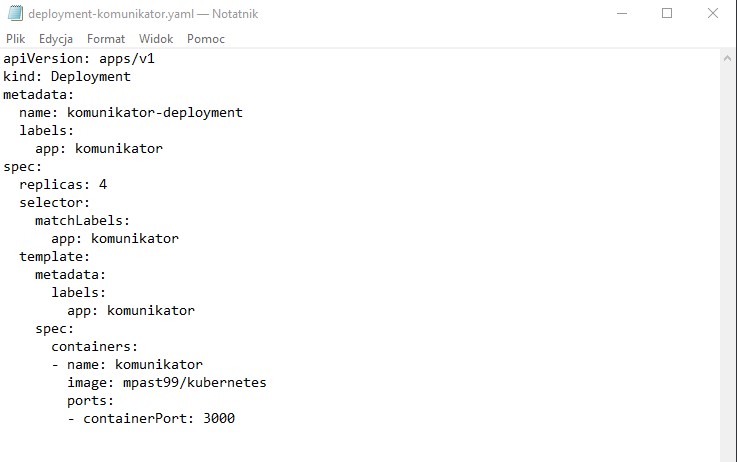 deployment-komunikator.yaml — Notatnik
Plik Edycja Format Widok Pomoc
apiVersion: apps/v1
kind: Deployment
metadata:
  name: komunikator-deployment
  labels:
    app: komunikator
spec:
  replicas: 4
  selector:
    matchLabels:
      app: komunikator
  template:
    metadata:
      labels:
        app: komunikator
    spec:
      containers:
      - name: komunikator
        image: mpast99/kubernetes
        ports:
        - containerPort: 3000